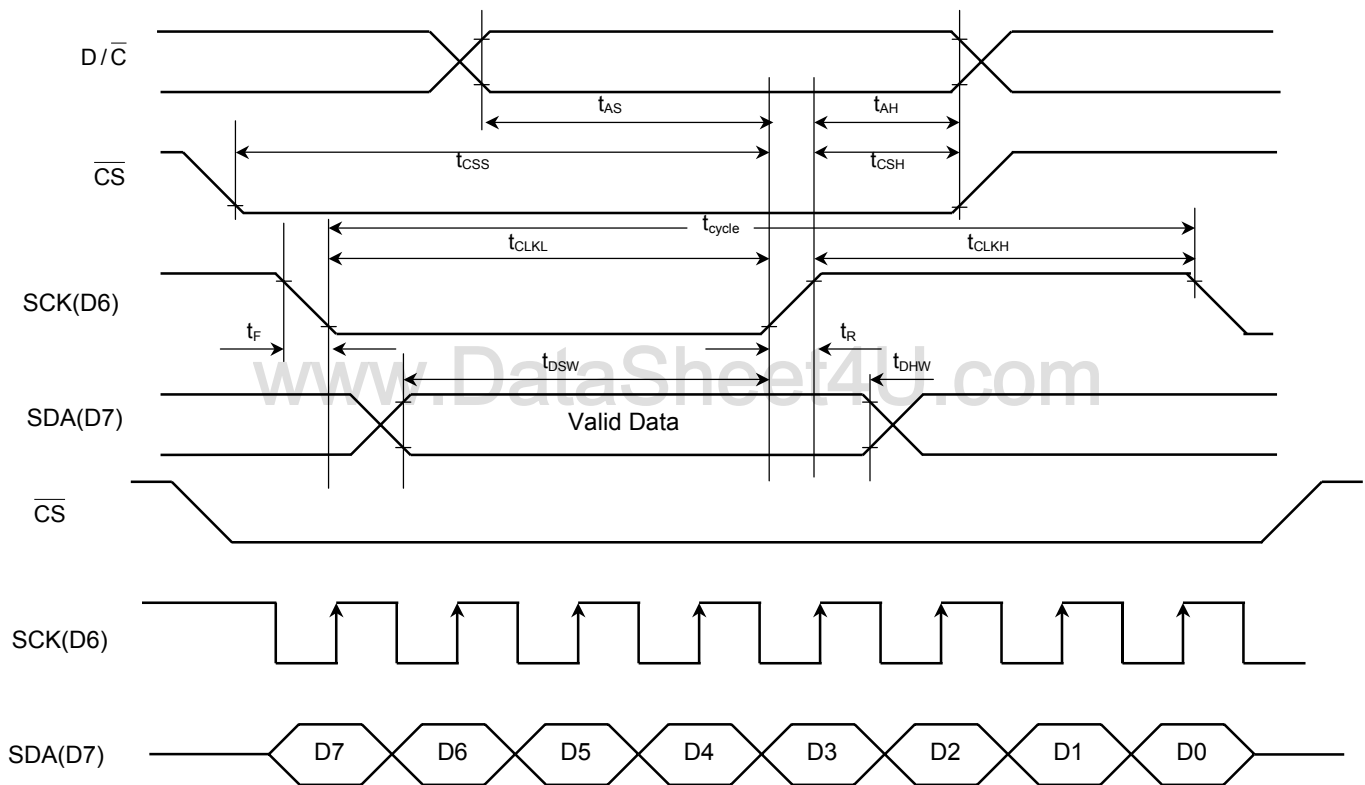 D/C
tAS
tAH
CS
tCSS
tCSH
tcycle
tCLKL
tCLKH
SCK(D6)
tF
tR
www.DataSheet4U.com
tDSW
tDHW
SDA(D7)
Valid Data
CS
SCK(D6)
SDA(D7)
D7
D6
D5
D4
D3
D2
D1
D0